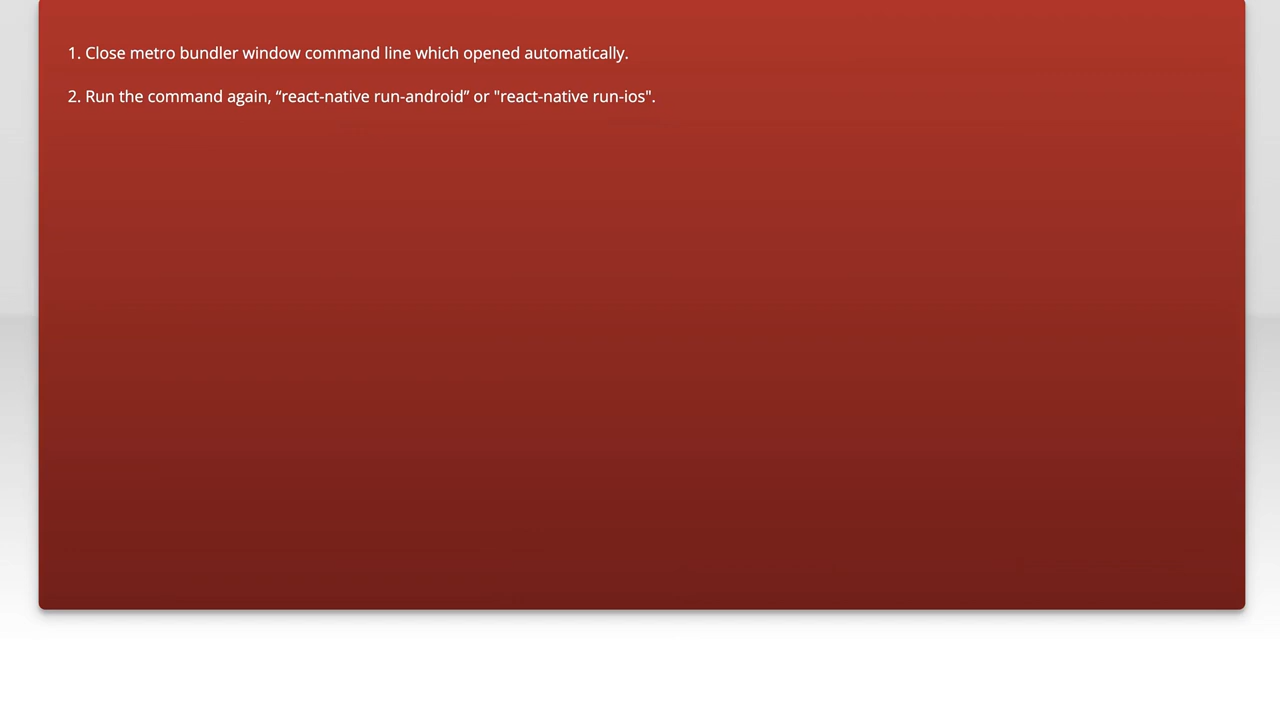 1. Close metro bundler window command line which opened automatically.
2. Run the command again, “react-native run-android” or "react-native run-ios".